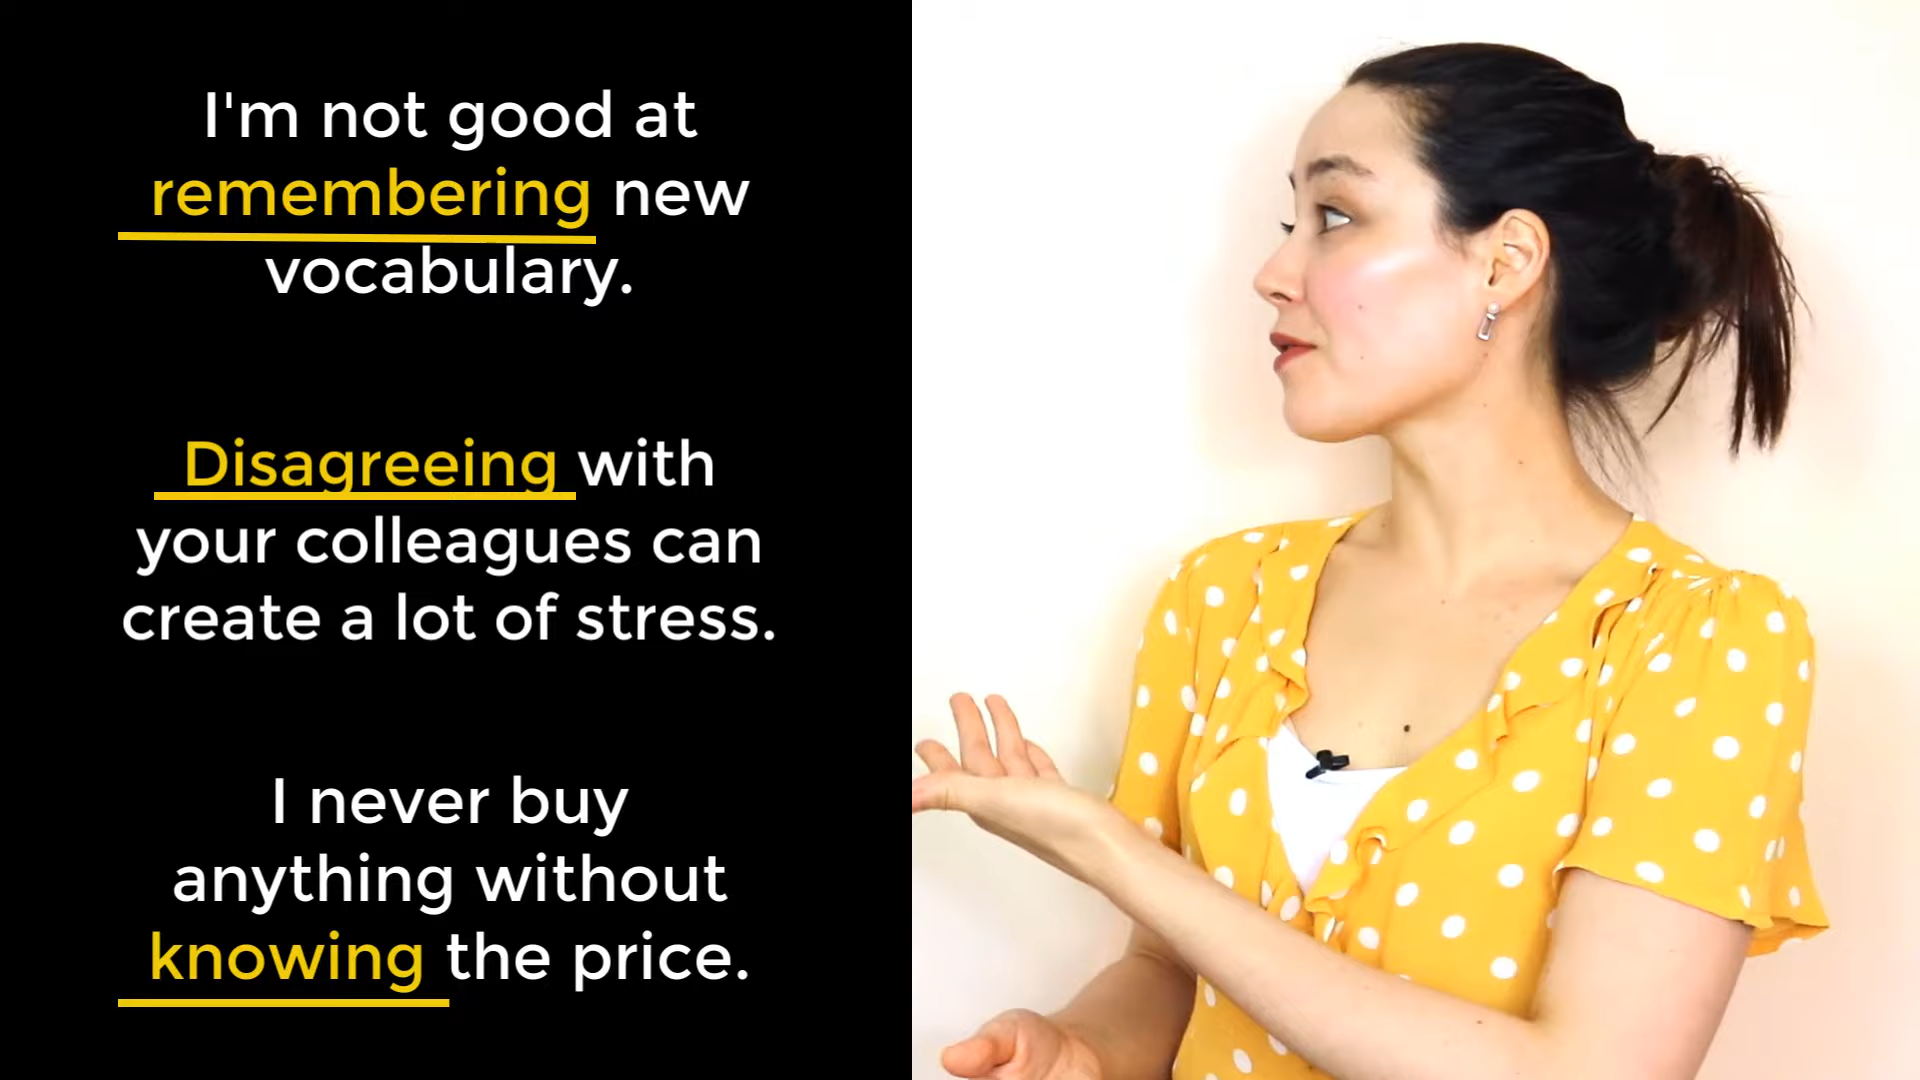 I'm not good at
remembering new
vocabulary.
Disagreeing with
your colleagues can
create a lot of stress.
I never buy
anything without
knowing the price.